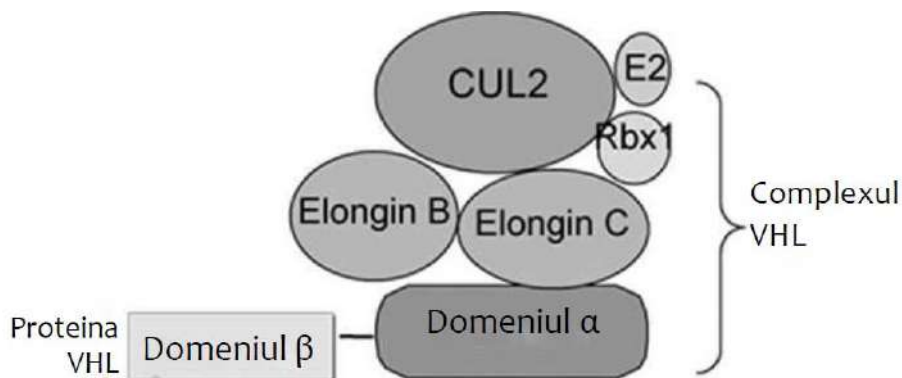 CUL2
E2
Rbx1
Elongin B
Elongin C
Complexul
VHL
Domeniul α
Proteina
VHL
Domeniul β